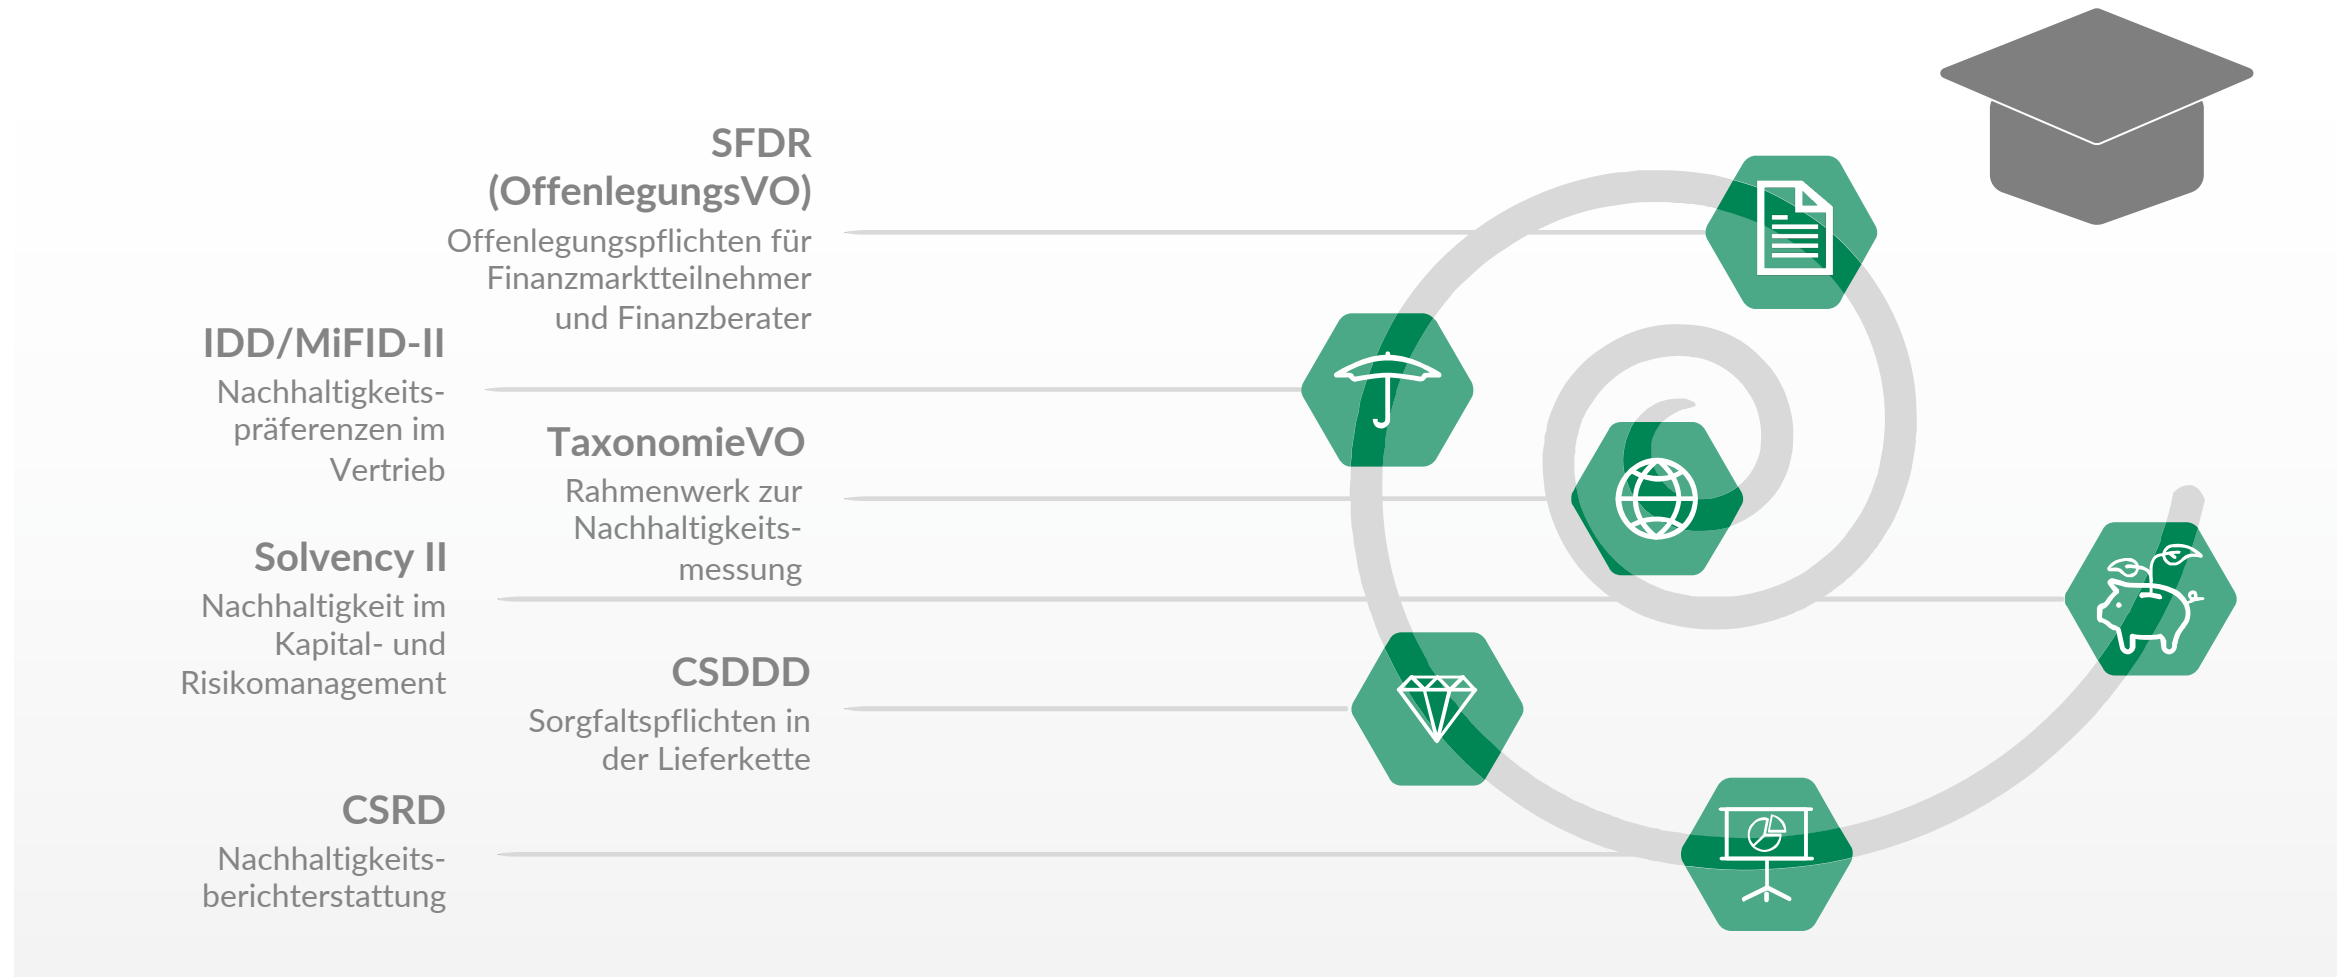 SFDR
(OffenlegungsVO)
Offenlegungspflichten für
Finanzmarktteilnehmer
und Finanzberater
IDD/MiFID-II
Nachhaltigkeits-
präferenzen im
Vertrieb
TaxonomieVO
Rahmenwerk zur
Nachhaltigkeits-
messung
Solvency II
Nachhaltigkeit im
Kapital- und
Risikomanagement
CSDDD
Sorgfaltspflichten in
der Lieferkette
CSRD
Nachhaltigkeits-
berichterstattung